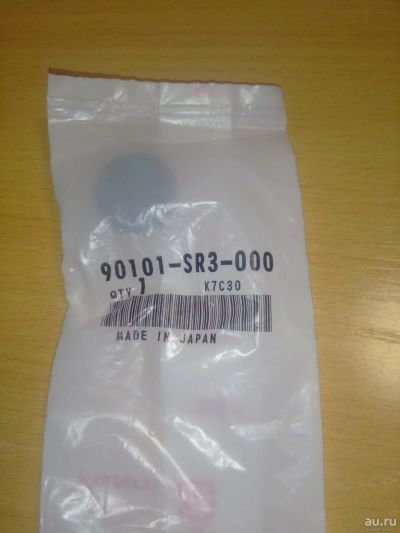 90101-SR3-000
QTY 1 K7C30
MADE IN JAPAN
au.ru